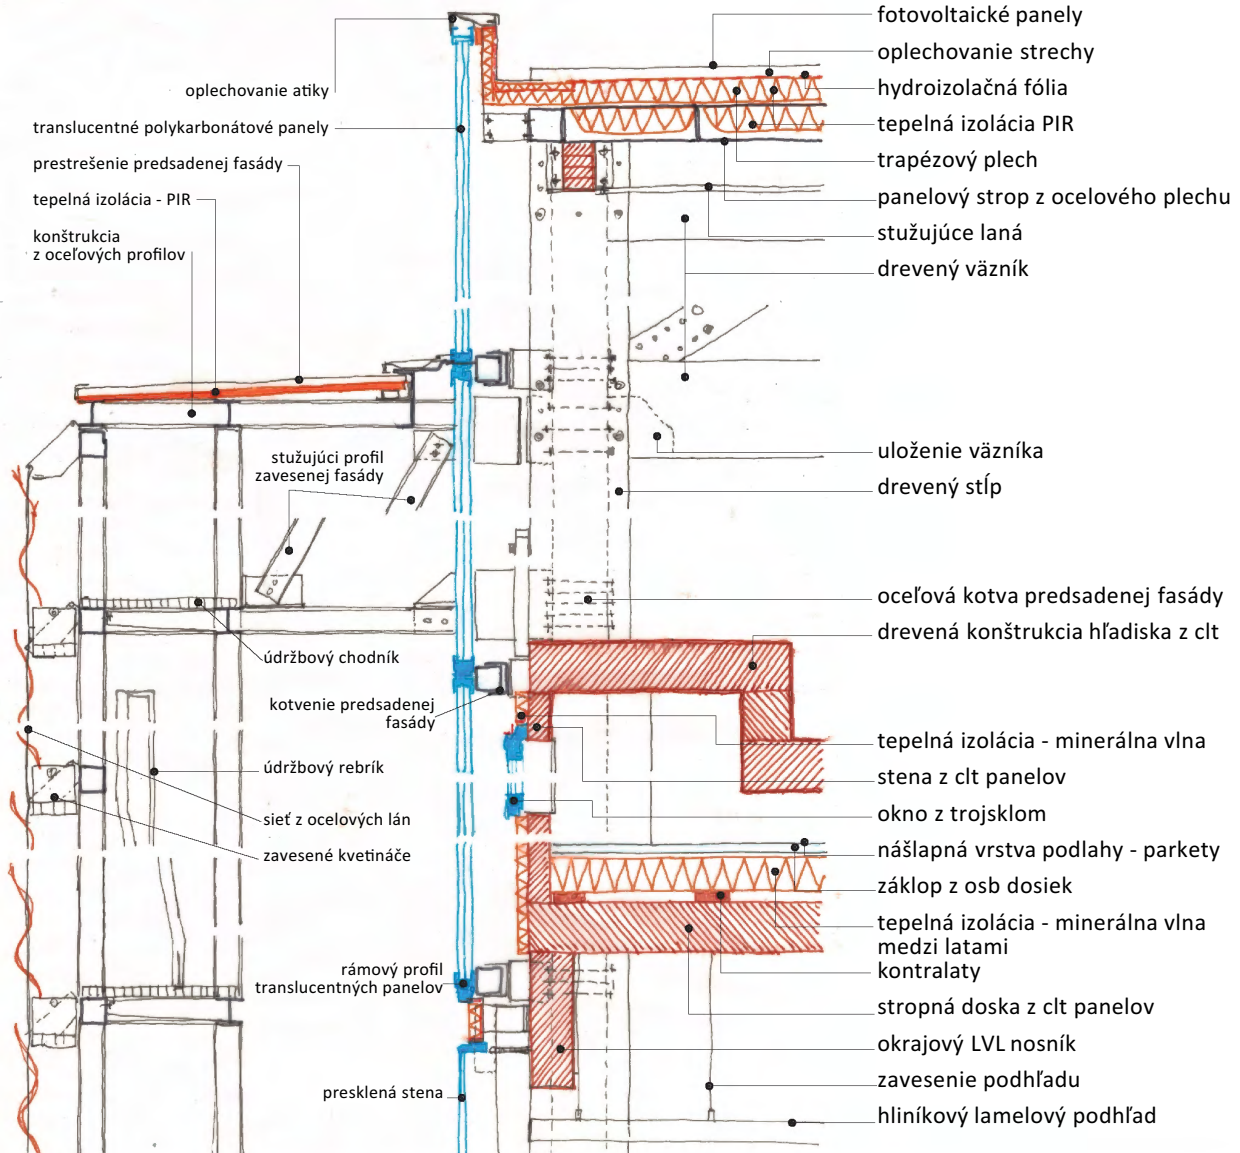 oplechovanie atiky
translucentné polykarbonátové panely
prestrešenie predsadenej fasády
tepelná izolácia - PIR
konštrukcia
z oceľových profilov
stužujúci profil
zavesenej fasády
údržbový chodník
kotvenie predsadenej
fasády
údržbový rebrík
sieť z ocelových lán
zavesené kvetináče
rámový profil
translucentných panelov
presklená stena
fotovoltaické panely
oplechovanie strechy
hydroizolačná fólia
tepelná izolácia PIR
trapézový plech
panelový strop z ocelového plechu
stužujúce laná
drevený väzník
uloženie väzníka
drevený stĺp
oceľová kotva predsadenej fasády
drevená konštrukcia hľadiska z clt
tepelná izolácia - minerálna vlna
stena z clt panelov
okno z trojsklom
nášlapná vrstva podlahy - parkety
záklop z osb dosiek
tepelná izolácia - minerálna vlna
medzi latami
kontralaty
stropná doska z clt panelov
okrajový LVL nosník
zavesenie podhľadu
hliníkový lamelový podhľad